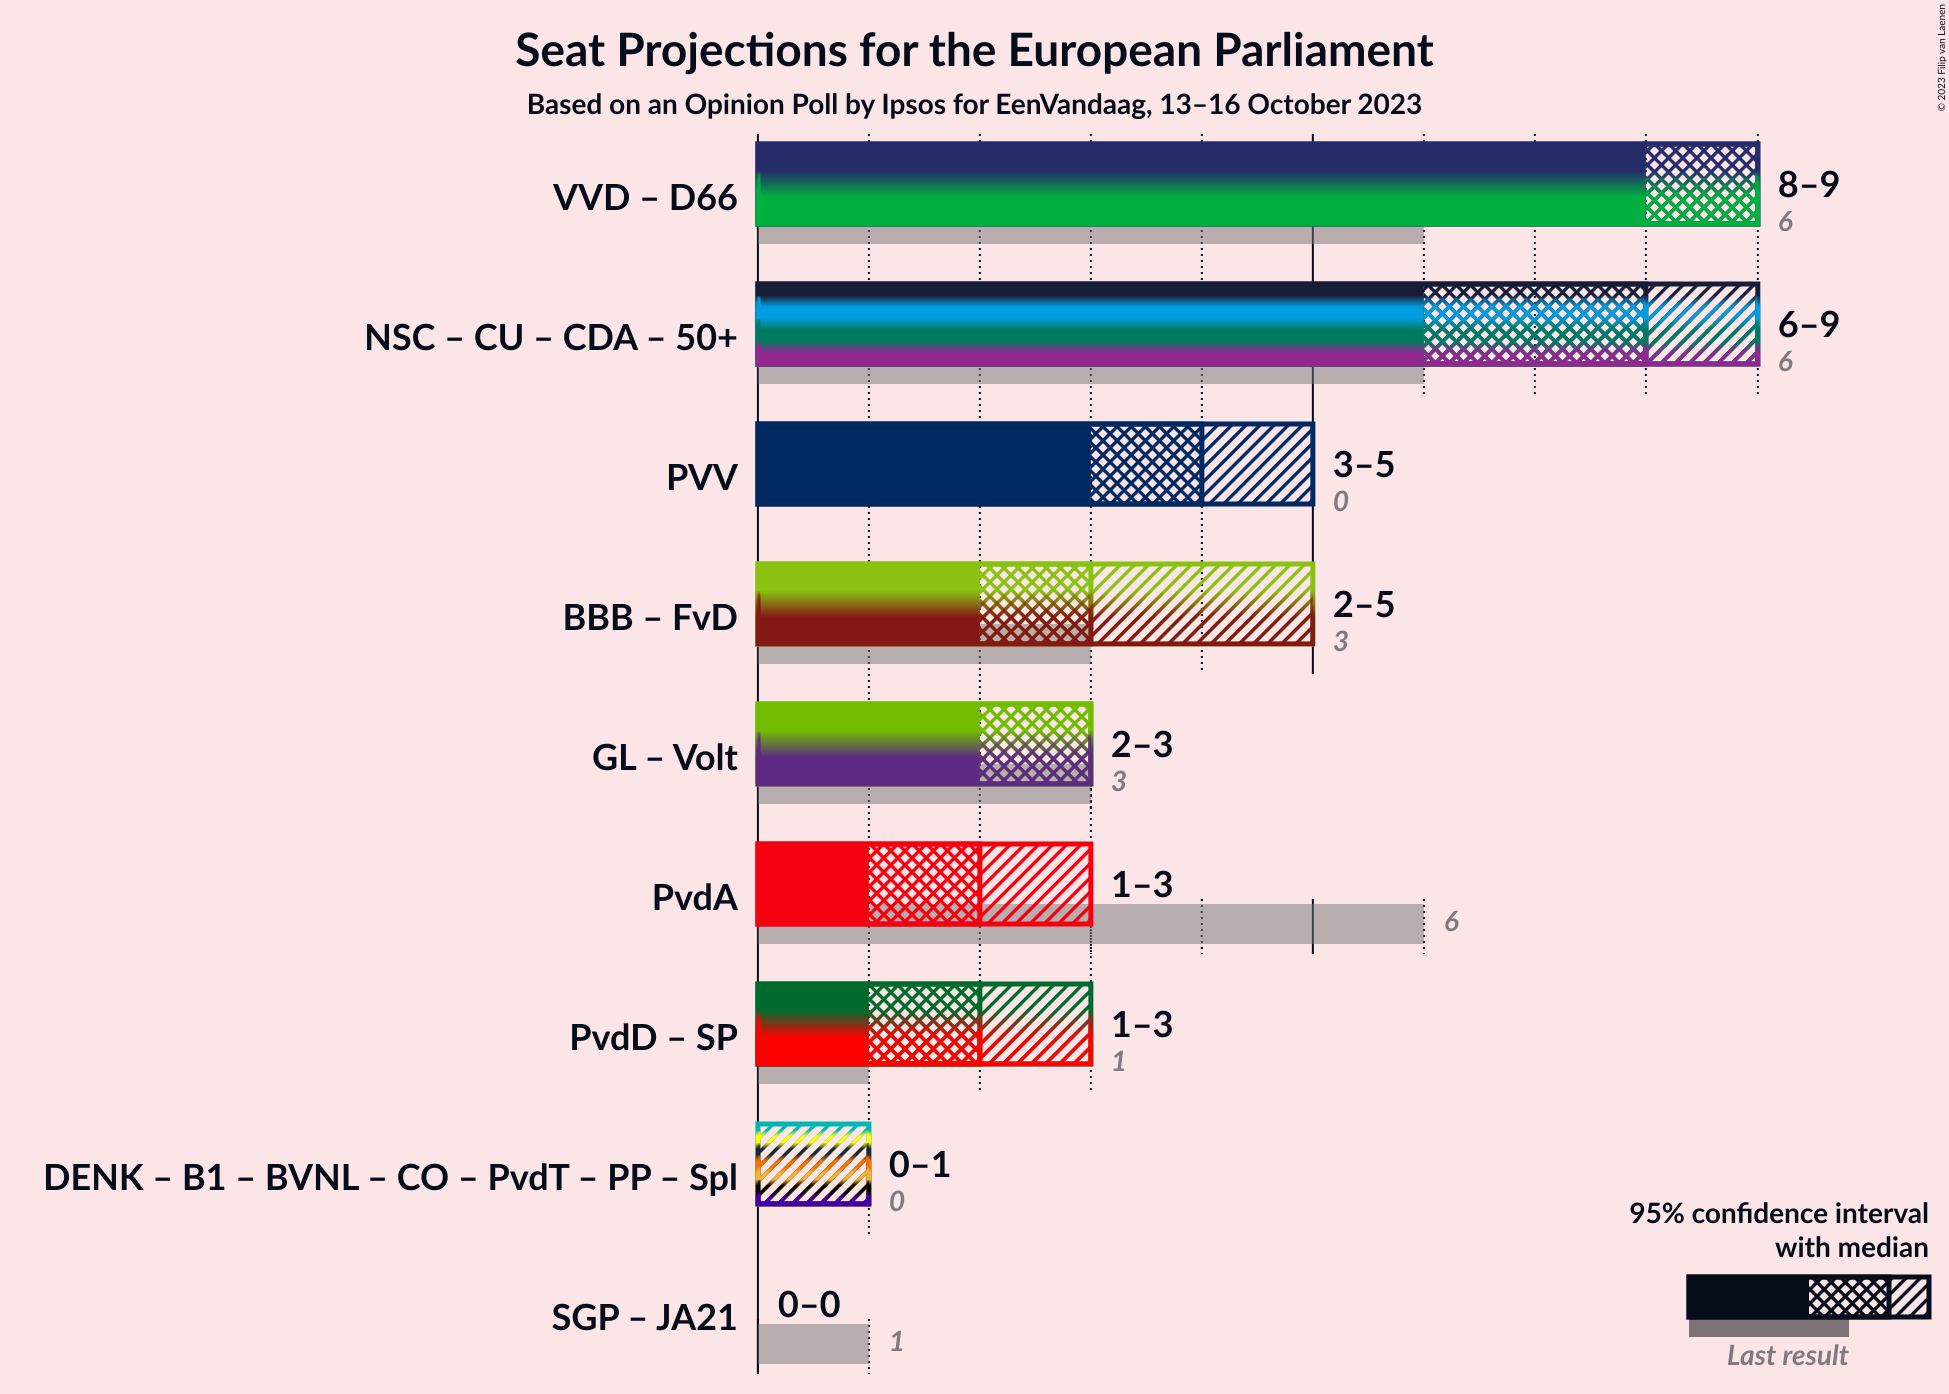 Seat Projections for the European Parliament
Based on an Opinion Poll by Ipsos for EenVandaag, 13–16 October 2023
© 2023 Filip van Laenen
VVD – D66
8–9
6
NSC – CU – CDA – 50+
6–9
6
PVV
3–5
0
BBB – FvD
2–5
3
GL – Volt
2–3
3
PvdA
1–3
6
PvdD – SP
1–3
1
DENK – B1 – BVNL – CO – PvdT – PP – Spl
0–1
0
SGP – JA21
0–0
1
95% confidence interval
with median
Last result